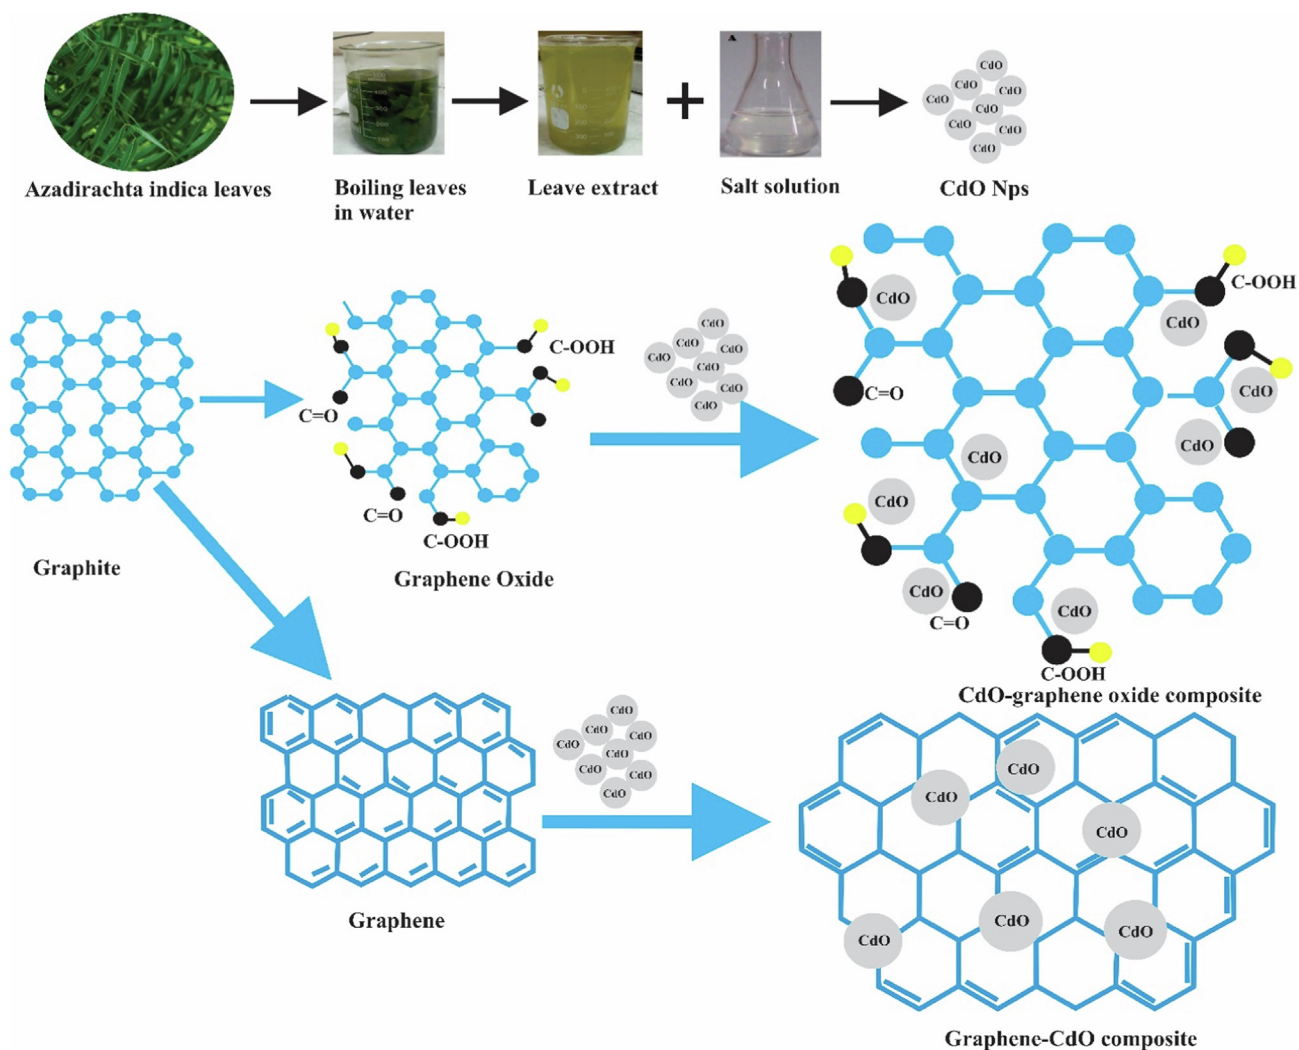 A
CdO
CdO
CdO
CdO
CdO
CdO
CdO
CdO
Azadirachta indica leaves
Boiling leaves
in water
Leave extract
Salt solution
CdO Nps
C-OOH
C=O
C=O
C-OOH
Graphite
Graphene Oxide
CdO
CdO
CdO
CdO
CdO
CdO
CdO
CdO
C-OOH
CdO
CdO
CdO
C=O
CdO
CdO
CdO
CdO
CdO
C=O
C-OOH
CdO-graphene oxide composite
CdO
CdO
CdO
CdO
CdO
CdO
CdO
CdO
Graphene
CdO
CdO
CdO
CdO
CdO
CdO
Graphene-CdO composite